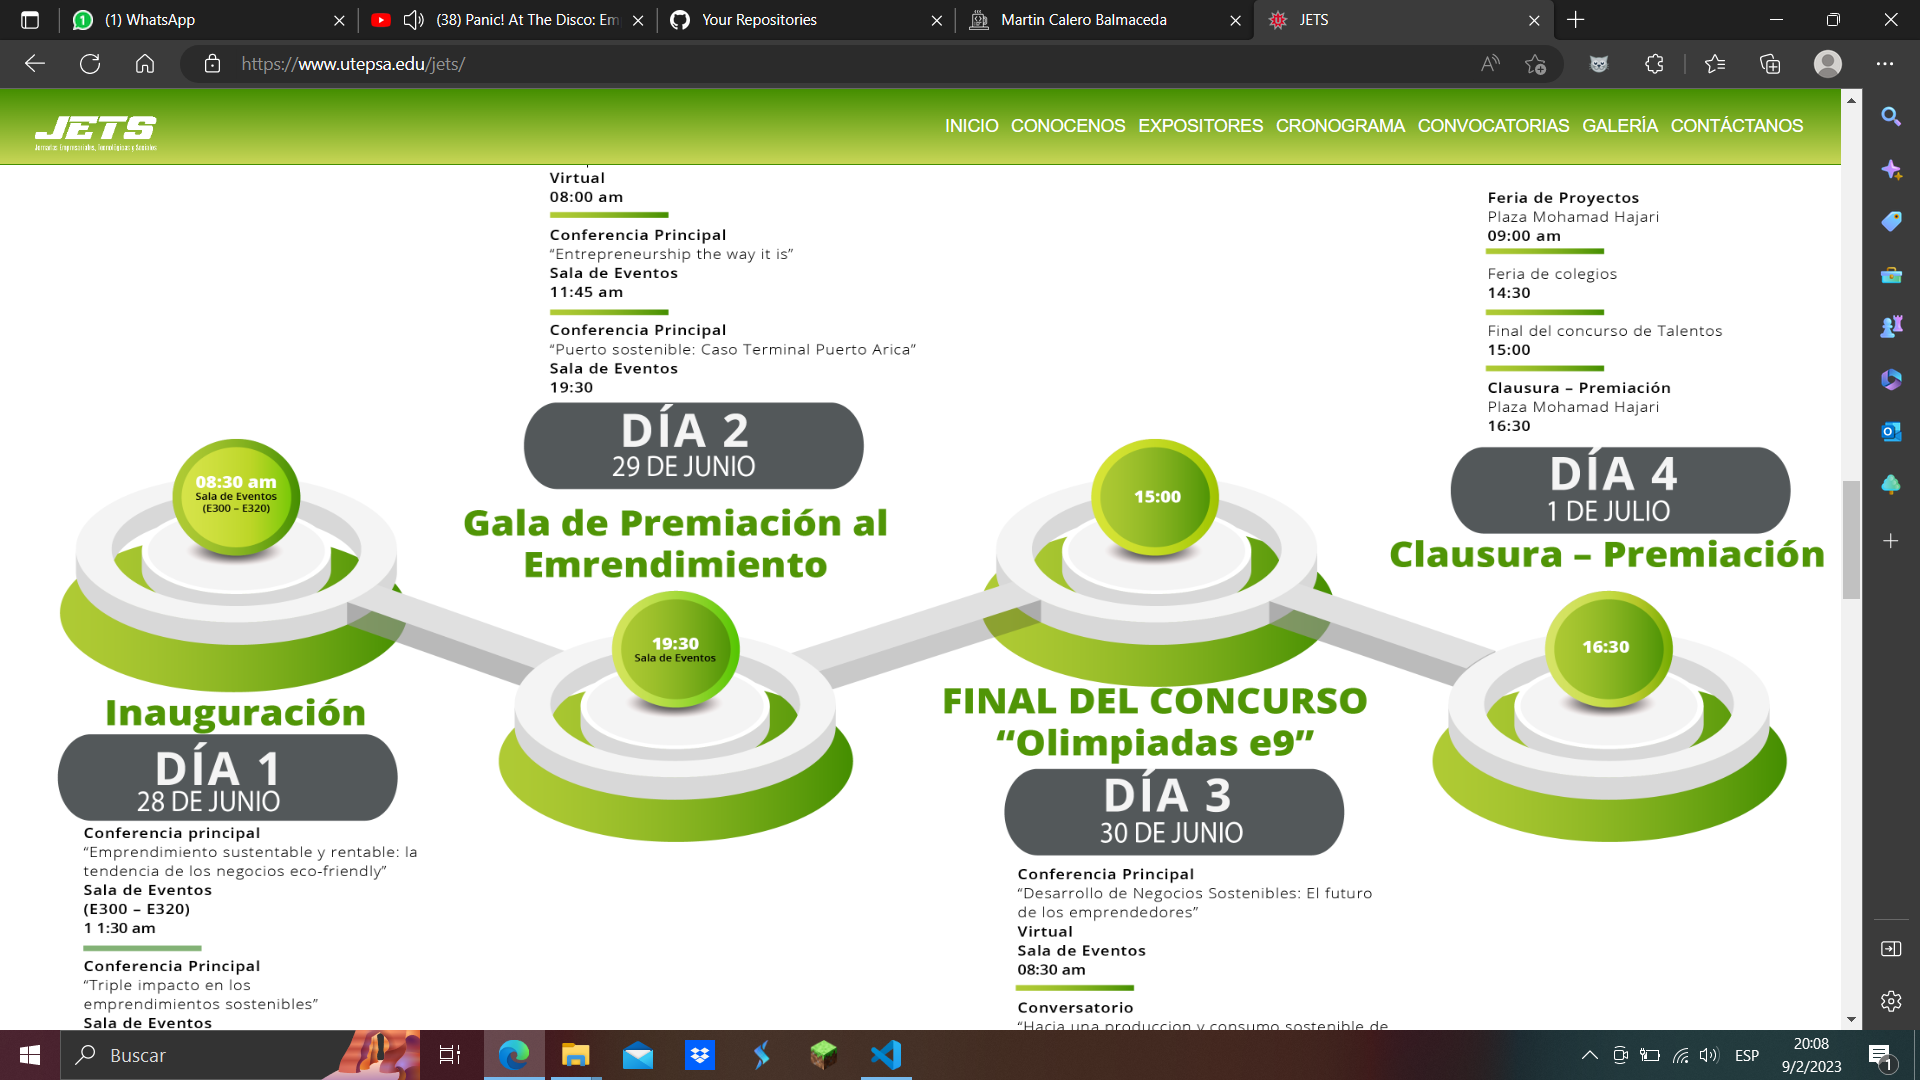 (1) WhatsApp
(38) Panic! At The Disco: Em
Your Repositories
Martin Calero Balmaceda
JETS
https://www.utepsa.edu/jets/
JETS
Jornadas Empresariales, Tecnológicas y Sociales
INICIO CONOCENOS EXPOSITORES CRONOGRAMA CONVOCATORIAS GALERÍA CONTÁCTANOS
Virtual
08:00 am
Conferencia Principal
“Entrepreneurship the way it is”
Sala de Eventos
11:45 am
Conferencia Principal
“Puerto sostenible: Caso Terminal Puerto Arica”
Sala de Eventos
19:30
DÍA 2
29 DE JUNIO
Gala de Premiación al
Emrendimiento
19:30
Sala de Eventos
Feria de Proyectos
Plaza Mohamad Hajari
09:00 am
Feria de colegios
14:30
Final del concurso de Talentos
15:00
Clausura – Premiación
Plaza Mohamad Hajari
16:30
DÍA 4
1 DE JULIO
Clausura – Premiación
16:30
08:30 am
Sala de Eventos
(E300 – E320)
Inauguración
DÍA 1
28 DE JUNIO
Conferencia principal
“Emprendimiento sustentable y rentable: la
tendencia de los negocios eco-friendly”
Sala de Eventos
(E300 – E320)
1 1:30 am
Conferencia Principal
“Triple impacto en los
emprendimientos sostenibles”
Sala de Eventos
15:00
FINAL DEL CONCURSO
“Olimpiadas e9”
DÍA 3
30 DE JUNIO
Conferencia Principal
“Desarrollo de Negocios Sostenibles: El futuro
de los emprendedores”
Virtual
Sala de Eventos
08:30 am
Conversatorio
“Hacia una produccion y consumo sostenible de
Buscar
ESP
20:08
9/2/2023
1